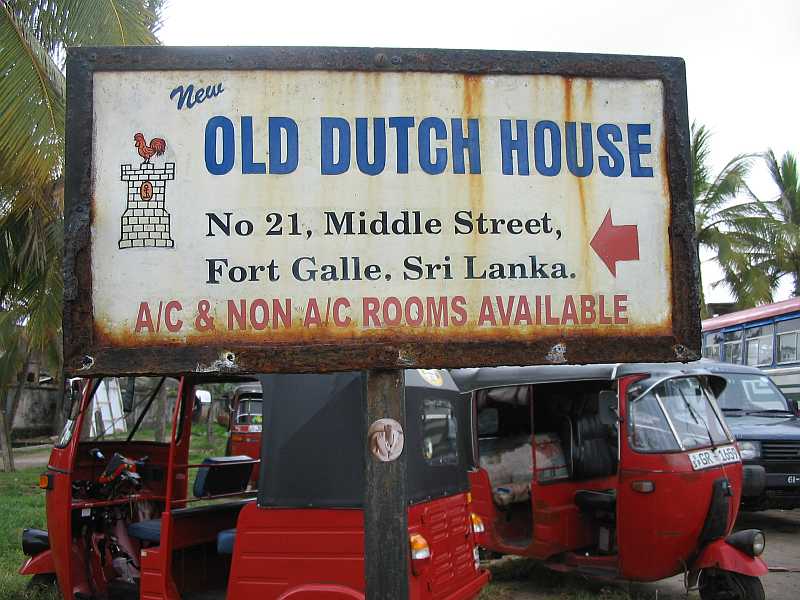 New
OLD DUTCH HOUSE
No 21, Middle Street,
Fort Galle. Sri Lanka.
A/C & NON A/C ROOMS AVAILABLE